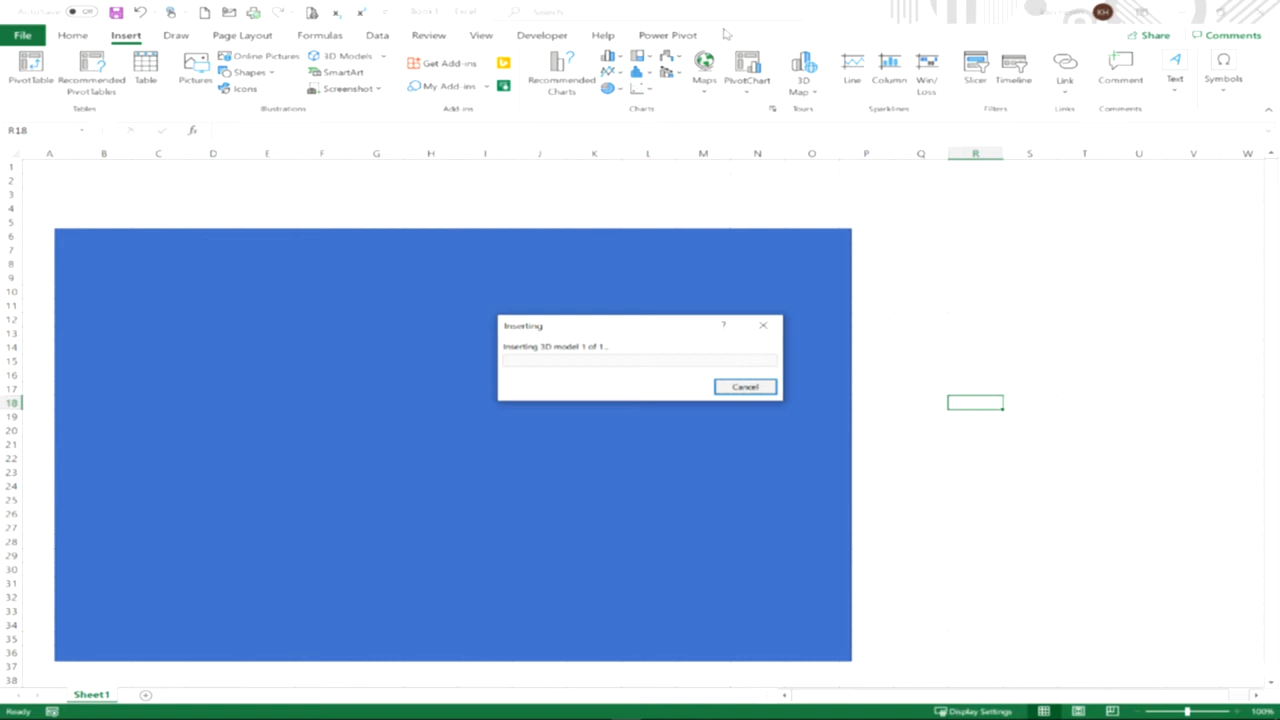 AutoSave Off Book1 - Excel Search KH
File Home Insert Draw Page Layout Formulas Data Review View Developer Help Power Pivot Share Comments
PivotTable Recommended PivotTables Table
Pictures Online Pictures Shapes Icons 3D Models SmartArt Screenshot
Get Add-ins My Add-ins
Recommended Charts Maps PivotChart
3D Map
Line Column Win/Loss
Slicer Timeline
Link
Comment
Text Symbols
Tables Illustrations Add-ins Charts Tours Sparklines Filters Links Comments
R18 fx
A B C D E F G H I J K L M N O P Q R S T U V W
1
2
3
4
5
6
7
8
9
10
11
12
13
14
15
16
17
18
19
20
21
22
23
24
25
26
27
28
29
30
31
32
33
34
35
36
37
38
Inserting ?
Inserting 3D model 1 of 1...
Cancel
Sheet1
Ready Display Settings 100%